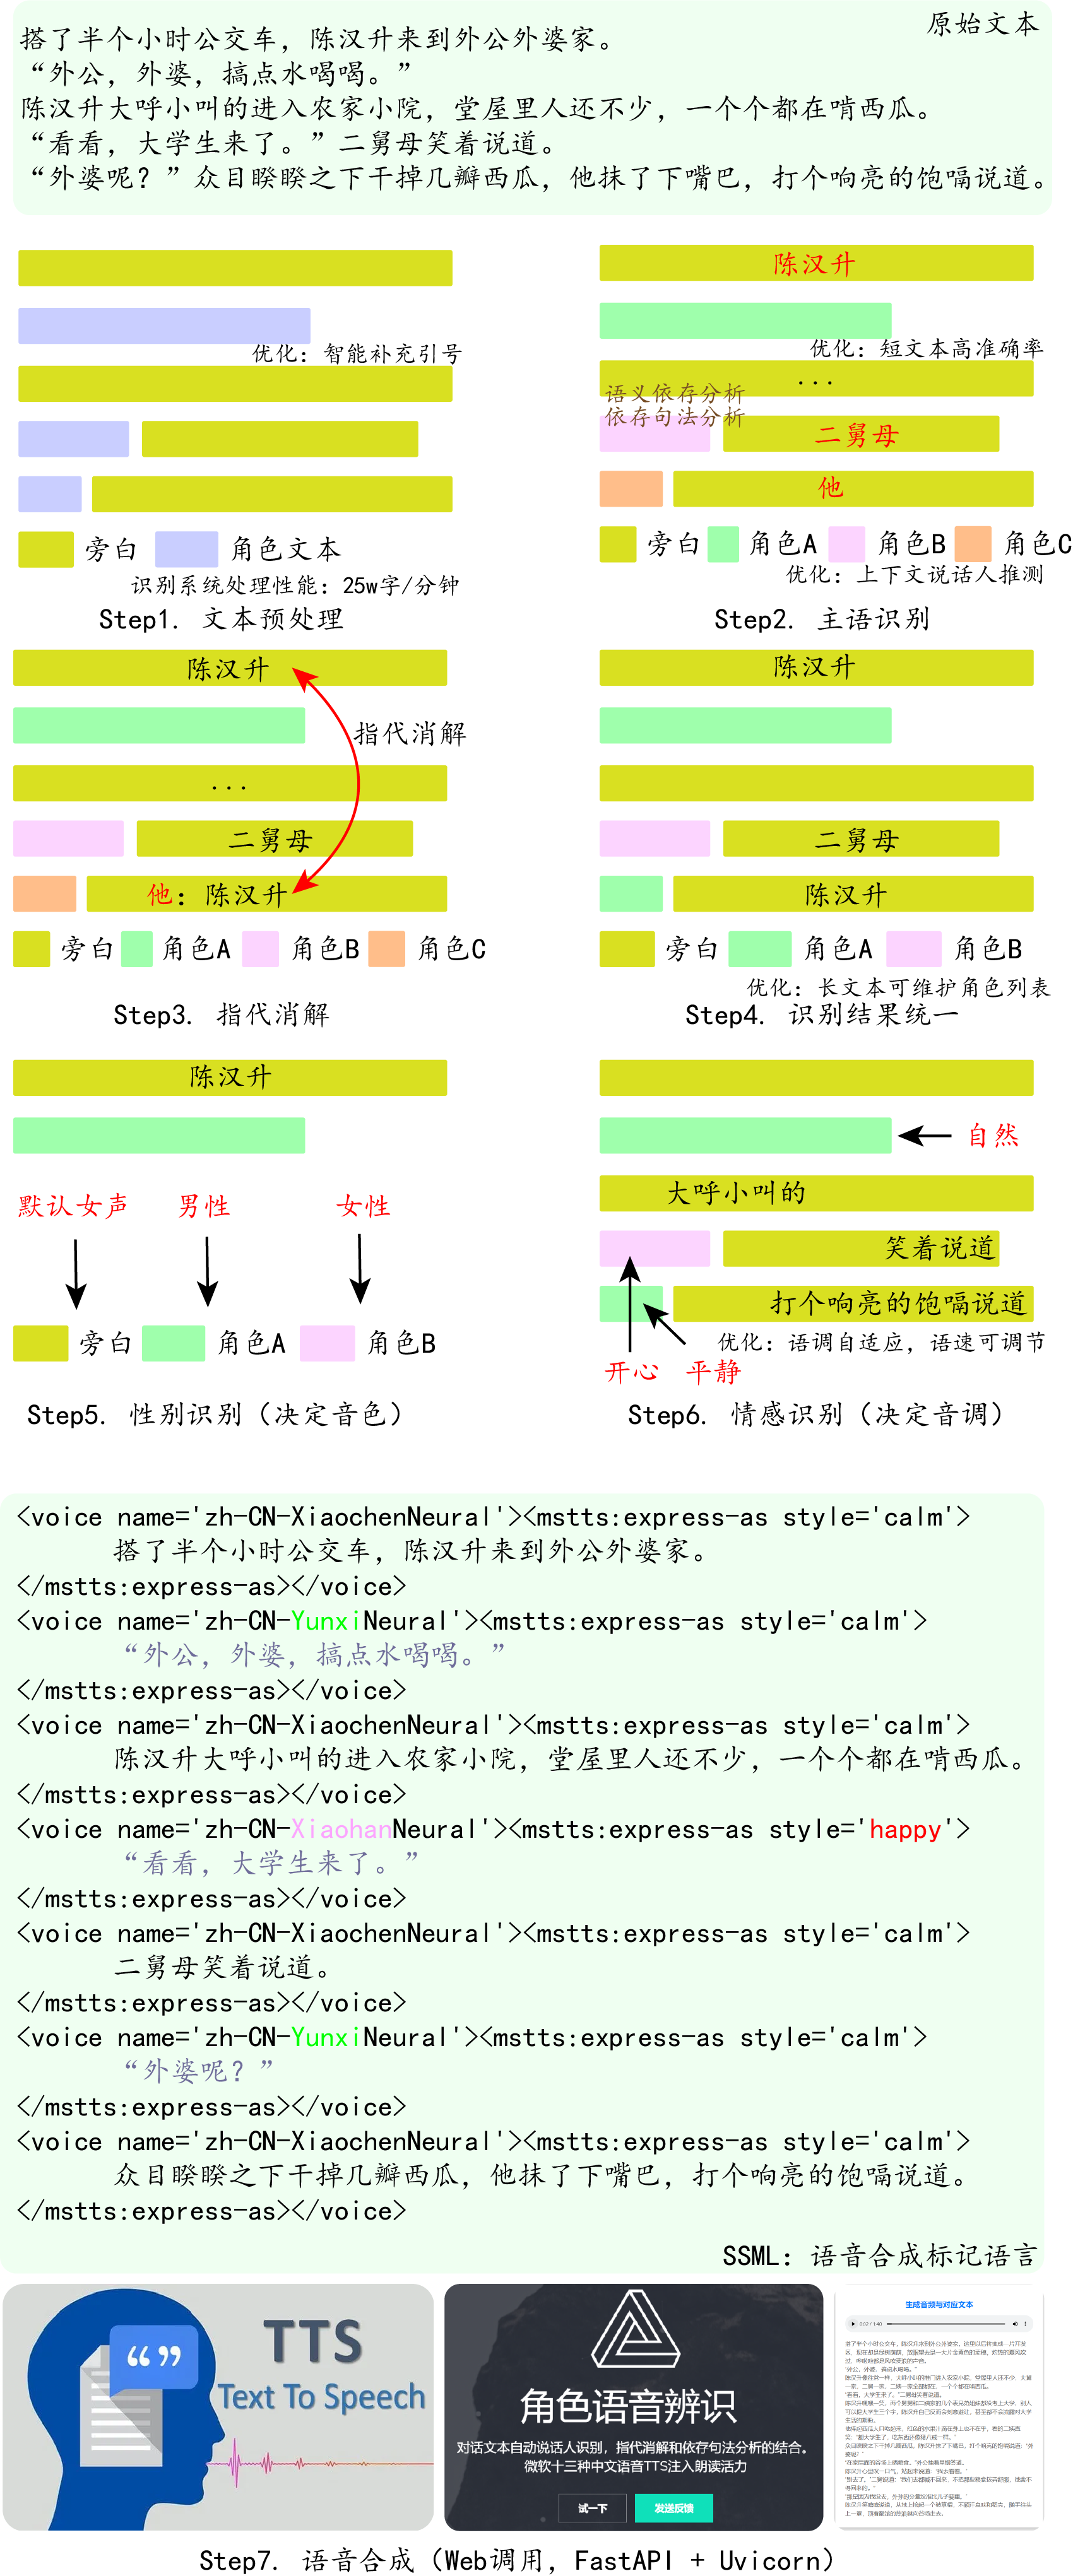 原始文本
搭了半个小时公交车，陈汉升来到外公外婆家。
“外公，外婆，搞点水喝喝。”
陈汉升大呼小叫的进入农家小院，堂屋里人还不少，一个个都在啃西瓜。
“看看，大学生来了。”二舅母笑着说道。
“外婆呢？”众目睽睽之下干掉几瓣西瓜，他抹了下嘴巴，打个响亮的饱嗝说道。
优化：智能补充引号
旁白 角色文本
识别系统处理性能：25w字/分钟
Step1. 文本预处理
陈汉升
优化：短文本高准确率
...
语义依存分析
依存句法分析
二舅母
他
旁白 角色A 角色B 角色C
优化：上下文说话人推测
Step2. 主语识别
陈汉升
指代消解
...
二舅母
他：陈汉升
旁白 角色A 角色B 角色C
Step3. 指代消解
陈汉升
二舅母
陈汉升
旁白 角色A 角色B
优化：长文本可维护角色列表
Step4. 识别结果统一
陈汉升
默认女声 男性 女性
旁白 角色A 角色B
Step5. 性别识别（决定音色）
自然
大呼小叫的
笑着说道
打个响亮的饱嗝说道
优化：语调自适应，语速可调节
开心 平静
Step6. 情感识别（决定音调）
<voice name='zh-CN-XiaochenNeural'><mstts:express-as style='calm'>
搭了半个小时公交车，陈汉升来到外公外婆家。
</mstts:express-as></voice>
<voice name='zh-CN-YunxiNeural'><mstts:express-as style='calm'>
“外公，外婆，搞点水喝喝。”
</mstts:express-as></voice>
<voice name='zh-CN-XiaochenNeural'><mstts:express-as style='calm'>
陈汉升大呼小叫的进入农家小院，堂屋里人还不少，一个个都在啃西瓜。
</mstts:express-as></voice>
<voice name='zh-CN-XiaohanNeural'><mstts:express-as style='happy'>
“看看，大学生来了。”
</mstts:express-as></voice>
<voice name='zh-CN-XiaochenNeural'><mstts:express-as style='calm'>
二舅母笑着说道。
</mstts:express-as></voice>
<voice name='zh-CN-YunxiNeural'><mstts:express-as style='calm'>
“外婆呢？”
</mstts:express-as></voice>
<voice name='zh-CN-XiaochenNeural'><mstts:express-as style='calm'>
众目睽睽之下干掉几瓣西瓜，他抹了下嘴巴，打个响亮的饱嗝说道。
</mstts:express-as></voice>
SSML：语音合成标记语言
TTS
Text To Speech
角色语音辨识
对话文本自动说话人识别，指代消解和依存句法分析的结合。
微软十三种中文语音TTS注入朗读活力
试一下 发送反馈
生成音频与对应文本
Step7. 语音合成（Web调用，FastAPI + Uvicorn）